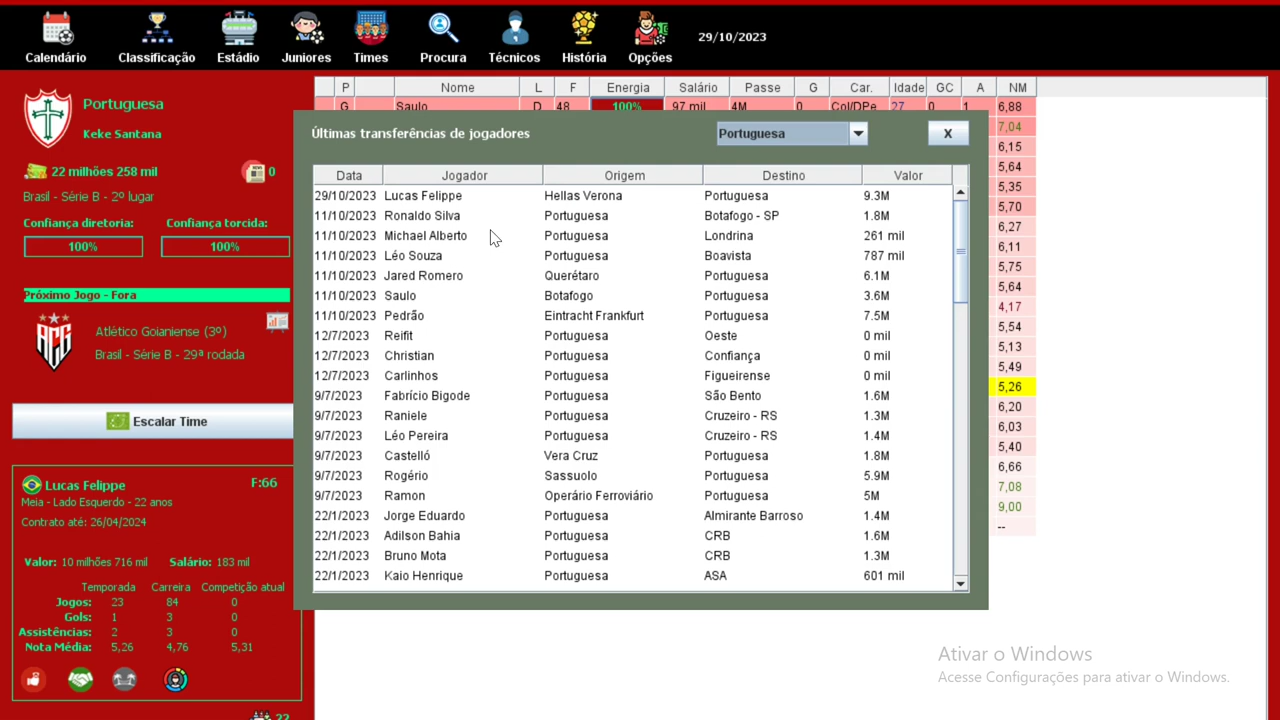 Calendário Classificação Estádio Juniores Times Procura Técnicos História Opções 29/10/2023
Portuguesa
Keke Santana
22 milhões 258 mil 0
Brasil - Série B - 2º lugar
Confiança diretoria: Confiança torcida:
100% 100%
Próximo Jogo - Fora
ACG
Atlético Goianiense (3º)
Brasil - Série B - 29ª rodada
Escalar Time
Lucas Felippe F:66
Meia - Lado Esquerdo - 22 anos
Contrato até: 26/04/2024
Valor: 10 milhões 716 mil Salário: 183 mil
Temporada Carreira Competição atual
Jogos: 23 84 0
Gols: 1 3 0
Assistências: 2 3 0
Nota Média: 5,26 4,76 5,31
22
P Nome L F Energia Salário Passe G Car. Idade GC A NM
G Saulo D 48 100% 97 mil 4M 0 Col/DPe 27 0 1 6,88
7,04
6,15
5,64
5,35
5,70
6,27
6,11
5,75
5,64
4,17
5,54
5,13
5,49
5,26
6,20
6,03
5,40
6,66
7,08
9,00
--
Últimas transferências de jogadores Portuguesa X
Data Jogador Origem Destino Valor
29/10/2023 Lucas Felippe Hellas Verona Portuguesa 9.3M
11/10/2023 Ronaldo Silva Portuguesa Botafogo - SP 1.8M
11/10/2023 Michael Alberto Portuguesa Londrina 261 mil
11/10/2023 Léo Souza Portuguesa Boavista 787 mil
11/10/2023 Jared Romero Querétaro Portuguesa 6.1M
11/10/2023 Saulo Botafogo Portuguesa 3.6M
11/10/2023 Pedrão Eintracht Frankfurt Portuguesa 7.5M
12/7/2023 Reifit Portuguesa Oeste 0 mil
12/7/2023 Christian Portuguesa Confiança 0 mil
12/7/2023 Carlinhos Portuguesa Figueirense 0 mil
9/7/2023 Fabrício Bigode Portuguesa São Bento 1.6M
9/7/2023 Raniele Portuguesa Cruzeiro - RS 1.3M
9/7/2023 Léo Pereira Portuguesa Cruzeiro - RS 1.4M
9/7/2023 Castelló Vera Cruz Portuguesa 1.8M
9/7/2023 Rogério Sassuolo Portuguesa 5.9M
9/7/2023 Ramon Operário Ferroviário Portuguesa 5M
22/1/2023 Jorge Eduardo Portuguesa Almirante Barroso 1.4M
22/1/2023 Adilson Bahia Portuguesa CRB 1.6M
22/1/2023 Bruno Mota Portuguesa CRB 1.3M
22/1/2023 Kaio Henrique Portuguesa ASA 601 mil
Ativar o Windows
Acesse Configurações para ativar o Windows.